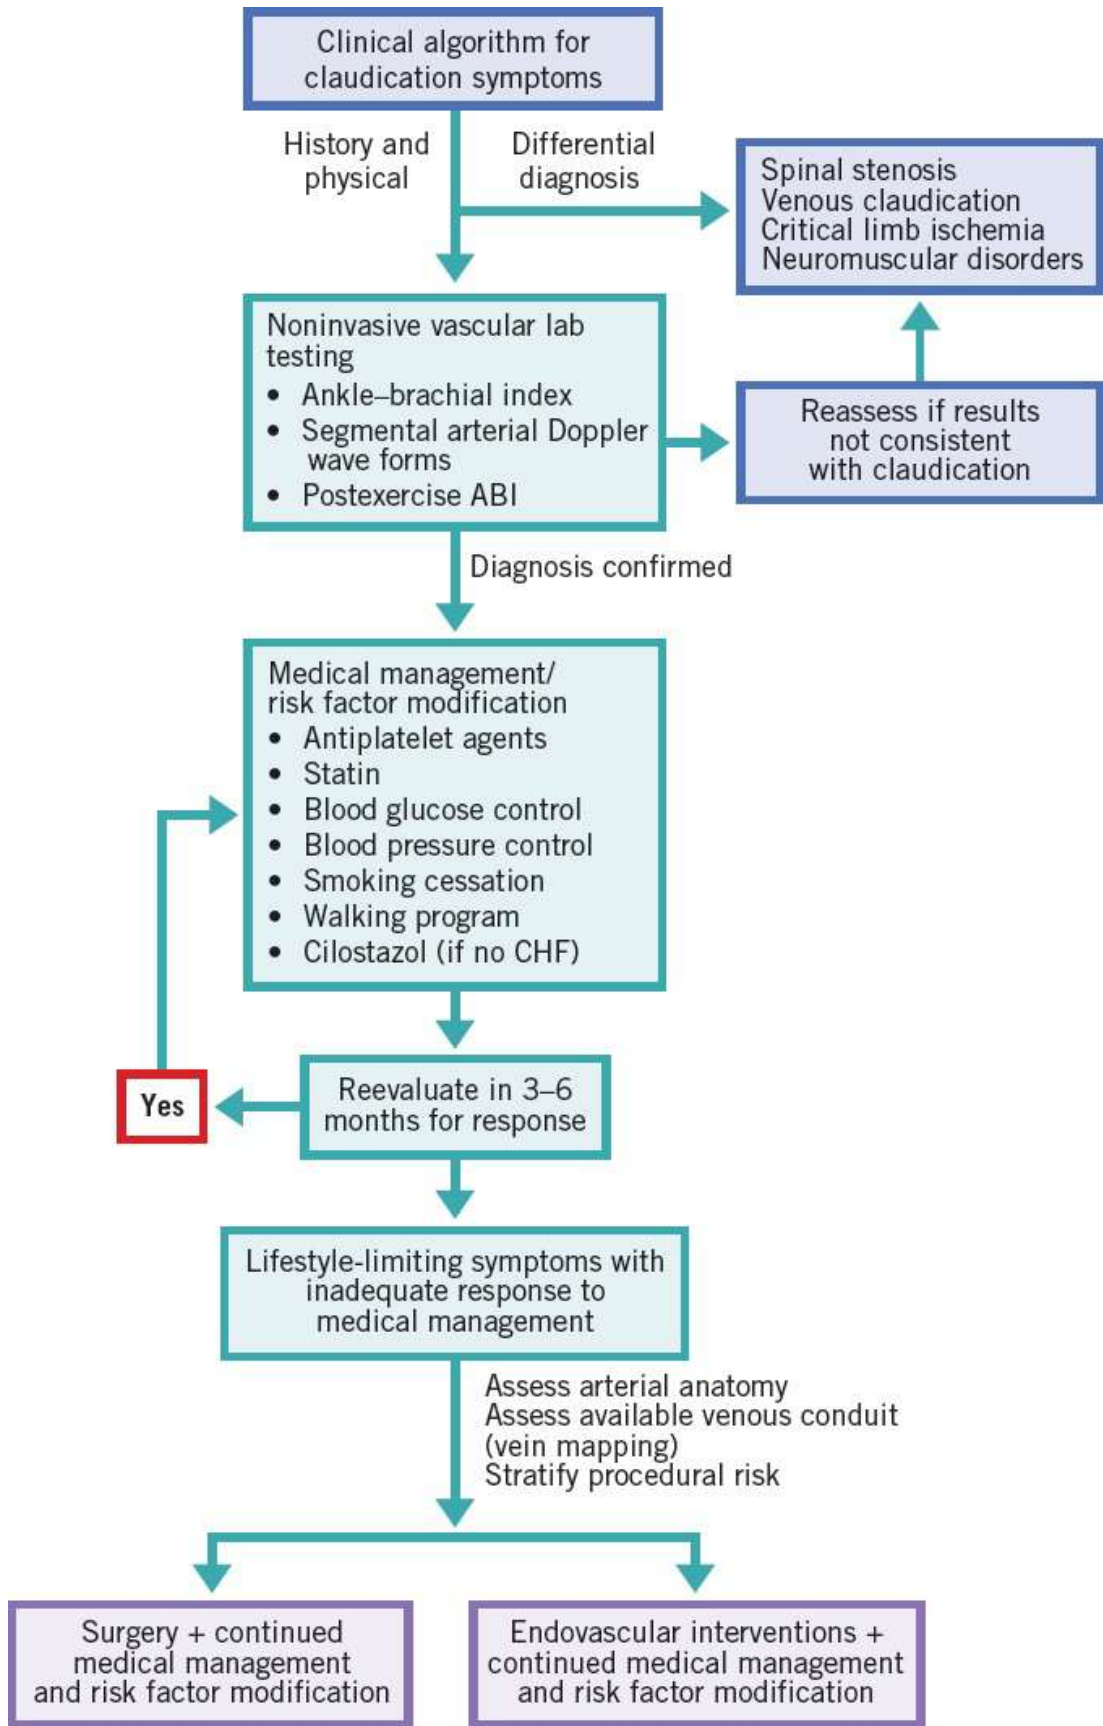 Clinical algorithm for
claudication symptoms
History and
physical
Differential
diagnosis
Spinal stenosis
Venous claudication
Critical limb ischemia
Neuromuscular disorders
Noninvasive vascular lab
testing
• Ankle–brachial index
• Segmental arterial Doppler
wave forms
• Postexercise ABI
Reassess if results
not consistent
with claudication
Diagnosis confirmed
Medical management/
risk factor modification
• Antiplatelet agents
• Statin
• Blood glucose control
• Blood pressure control
• Smoking cessation
• Walking program
• Cilostazol (if no CHF)
Yes
Reevaluate in 3–6
months for response
Lifestyle-limiting symptoms with
inadequate response to
medical management
Assess arterial anatomy
Assess available venous conduit
(vein mapping)
Stratify procedural risk
Surgery + continued
medical management
and risk factor modification
Endovascular interventions +
continued medical management
and risk factor modification